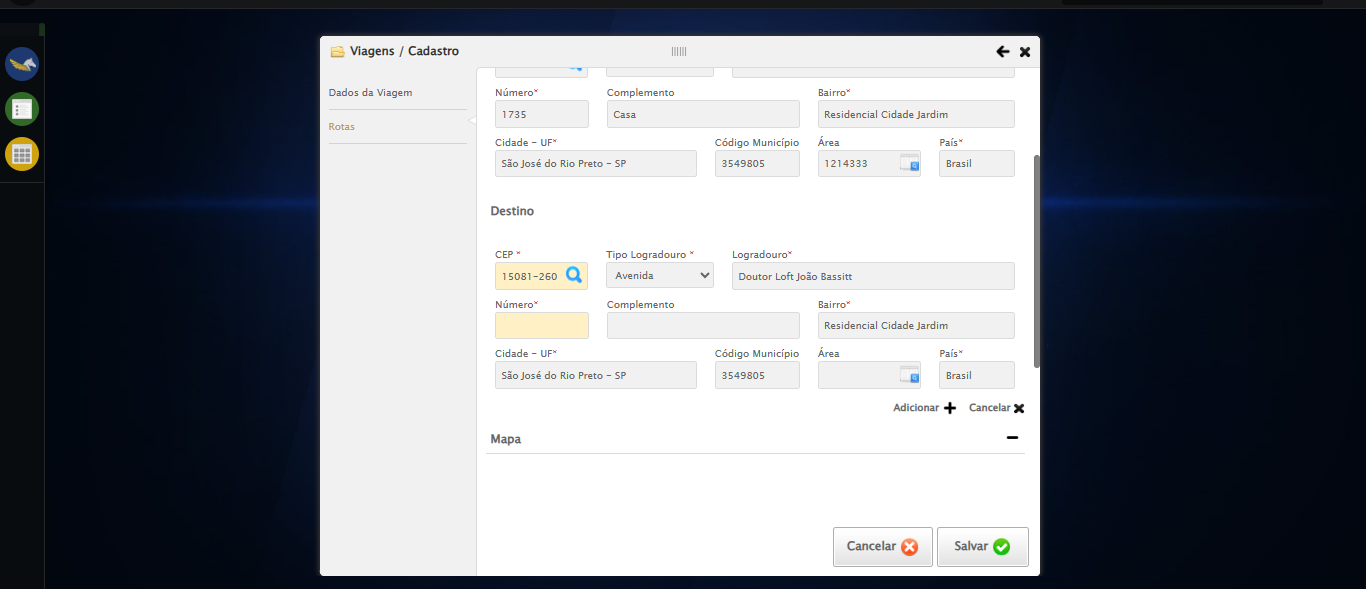 Viagens / Cadastro
Dados da Viagem
Rotas
Número* Complemento Bairro*
1735 Casa Residencial Cidade Jardim
Cidade - UF* Código Município Área País*
São José do Rio Preto - SP 3549805 1214333 Brasil
Destino
CEP * Tipo Logradouro * Logradouro*
15081-260 Avenida Doutor Loft João Bassitt
Número* Complemento Bairro*
Residencial Cidade Jardim
Cidade - UF* Código Município Área País*
São José do Rio Preto - SP 3549805 Brasil
Adicionar Cancelar
Mapa
Cancelar Salvar